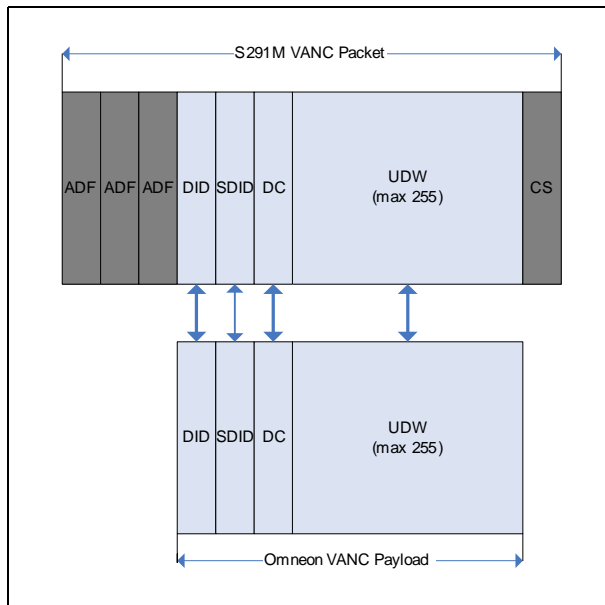 S291M VANC Packet
ADF ADF ADF DID SDID DC UDW CS
(max 255)
DID SDID DC UDW
(max 255)
Omneon VANC Payload